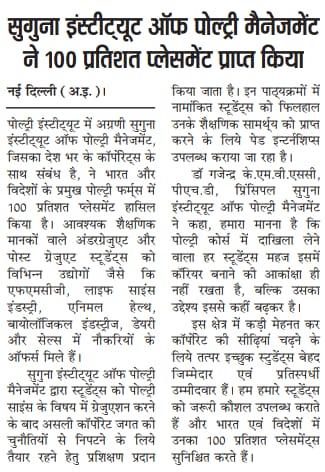 सुगुना इंस्टीट्यूट ऑफ पोल्ट्री मैनेजमेंट
ने 100 प्रतिशत प्लेसमेंट प्राप्त किया
नई दिल्ली (अ.इ.)।
पोल्ट्री इंस्टीट्यूट में अग्रणी सुगुना
इंस्टीट्यूट ऑफ पोल्ट्री मैनेजमेंट,
जिसका देश भर के कॉर्पोरेट्स के
साथ संबंध है, ने भारत और
विदेशों के प्रमुख पोल्ट्री फर्म्स में
100 प्रतिशत प्लेसमेंट हासिल
किया है। आवश्यक शैक्षणिक
मानकों वाले अंडरग्रेजुएट और
पोस्ट ग्रेजुएट स्टूडेंट्स को
विभिन्न उद्योगों जैसे कि
एफएमसीजी, लाइफ साइंस
इंडस्ट्री, एनिमल हेल्थ,
बायोलॉजिकल इंडस्ट्रीज, डेयरी
और सेल्स में नौकरियों के
ऑफर्स मिले हैं।
सुगुना इंस्टीट्यूट ऑफ पोल्ट्री
मैनेजमेंट द्वारा स्टूडेंट्स को पोल्ट्री
साइंस के विषय में ग्रेजुएशन करने
के बाद असली कॉर्पोरेट जगत की
चुनौतियों से निपटने के लिये
तैयार रहने हेतु प्रशिक्षण प्रदान
किया जाता है। इन पाठ्यक्रमों में
नामांकित स्टूडेंट्स को फिलहाल
उनके शैक्षणिक सामर्थ्य को प्राप्त
करने के लिये पेड इन्टर्नशिप्स
उपलब्ध कराया जा रहा है।
डॉ गजेन्द्र के.एम.वी.एससी,
पीएच.डी, प्रिंसिपल सुगुना
इंस्टीट्यूट ऑफ पोल्ट्री मैनेजमेंट
ने कहा, हमारा मानना है कि
पोल्ट्री कोर्स में दाखिला लेने
वाला हर स्टूडेंट महज इसमें
कॅरियर बनाने की आकांक्षा ही
नहीं रखता है, बल्कि उसका
उद्देश्य इससे कहीं बढ़कर है।
इस क्षेत्र में कड़ी मेहनत कर
कॉर्पोरेट की सीढ़ियां चढ़ने के
लिये तत्पर इच्छुक स्टूडेंट्स बेहद
जिम्मेदार एवं प्रतिस्पर्धी
उम्मीदवार हैं। हम हमारे स्टूडेंट्स
को जरूरी कौशल उपलब्ध कराते
हैं और भारत एवं विदेशों में
उनका 100 प्रतिशत प्लेसमेंट्स
सुनिश्चित करते हैं।